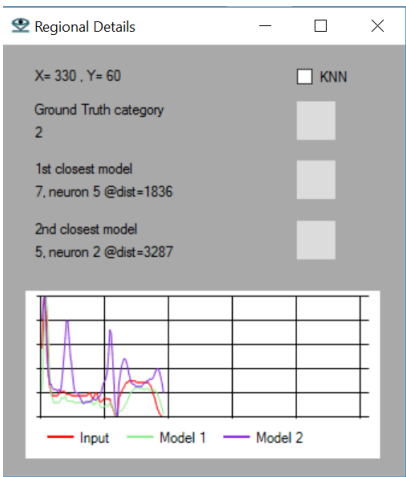 Regional Details
X= 330 , Y= 60
KNN
Ground Truth category
2
1st closest model
7, neuron 5 @dist=1836
2nd closest model
5, neuron 2 @dist=3287
Input Model 1 Model 2